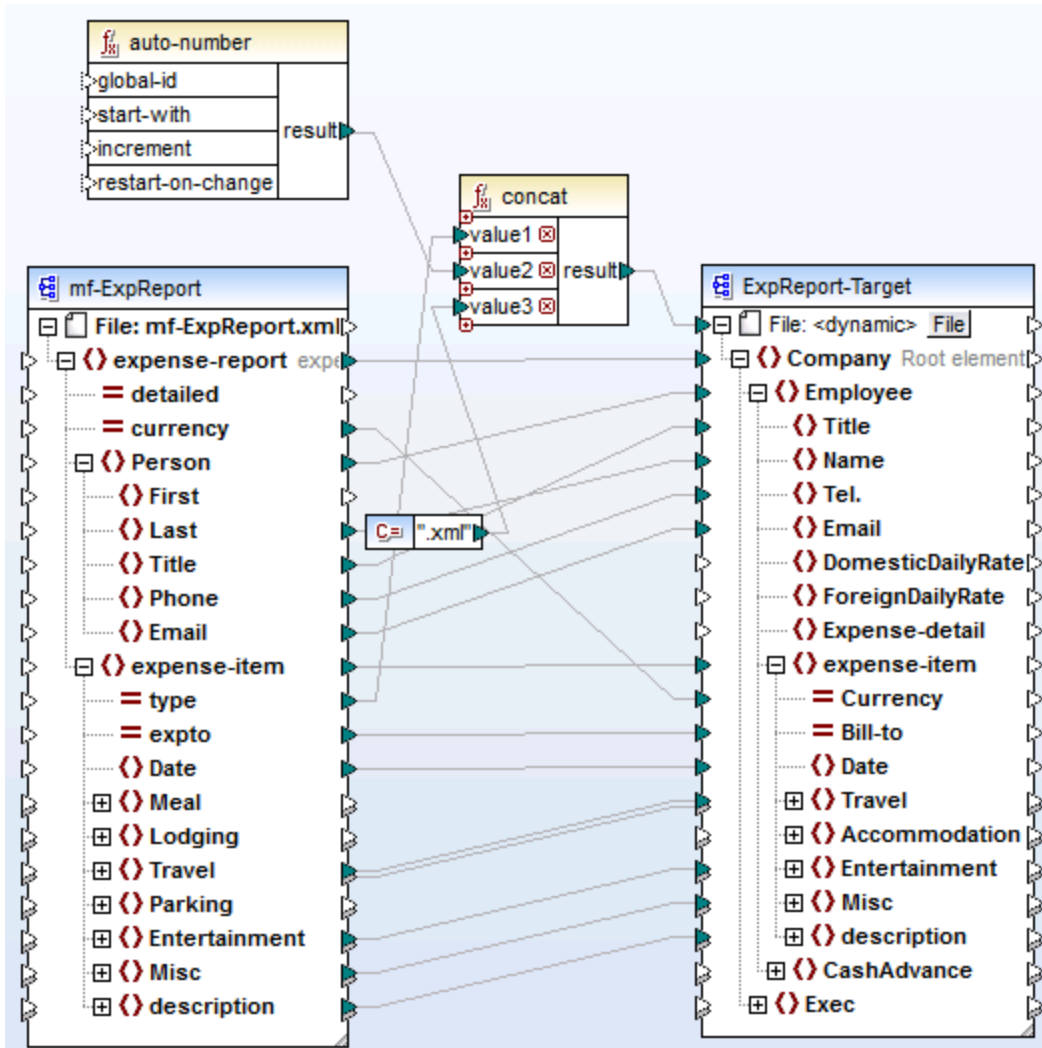 auto-number
global-id
start-with
increment
restart-on-change
result
concat
value1
value2
value3
result
mf-ExpReport
File: mf-ExpReport.xml
expense-report expe
detailed
currency
Person
First
Last
Title
Phone
Email
expense-item
type
expto
Date
Meal
Lodging
Travel
Parking
Entertainment
Misc
description
C= ".xml"
ExpReport-Target
File: <dynamic> File
Company Root element
Employee
Title
Name
Tel.
Email
DomesticDailyRate
ForeignDailyRate
Expense-detail
expense-item
Currency
Bill-to
Date
Travel
Accommodation
Entertainment
Misc
description
CashAdvance
Exec